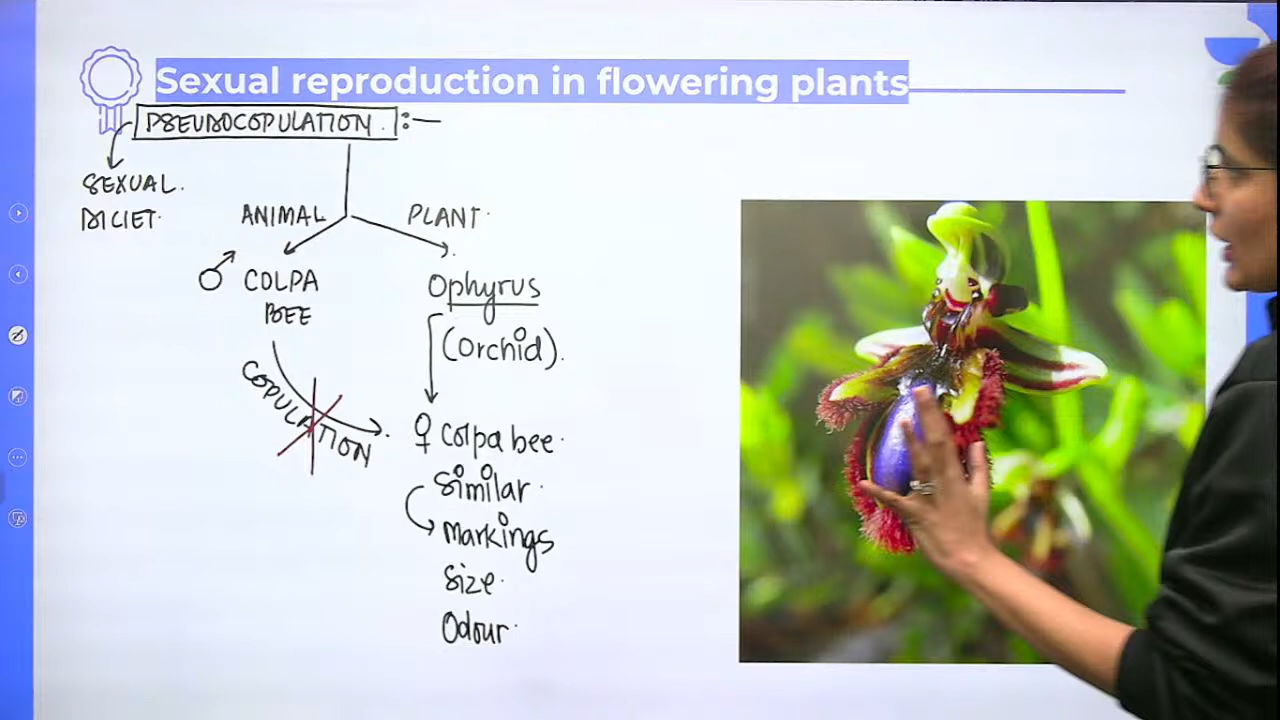 Sexual reproduction in flowering plants
PSEUDOCOPULATION. :-
SEXUAL.
DICIET.
ANIMAL
PLANT.
♂ COLPA
BEE
Ophyrus
(Orchid).
COPULATION
♀ Colpa bee.
Similar.
Markings
Size.
Odour.